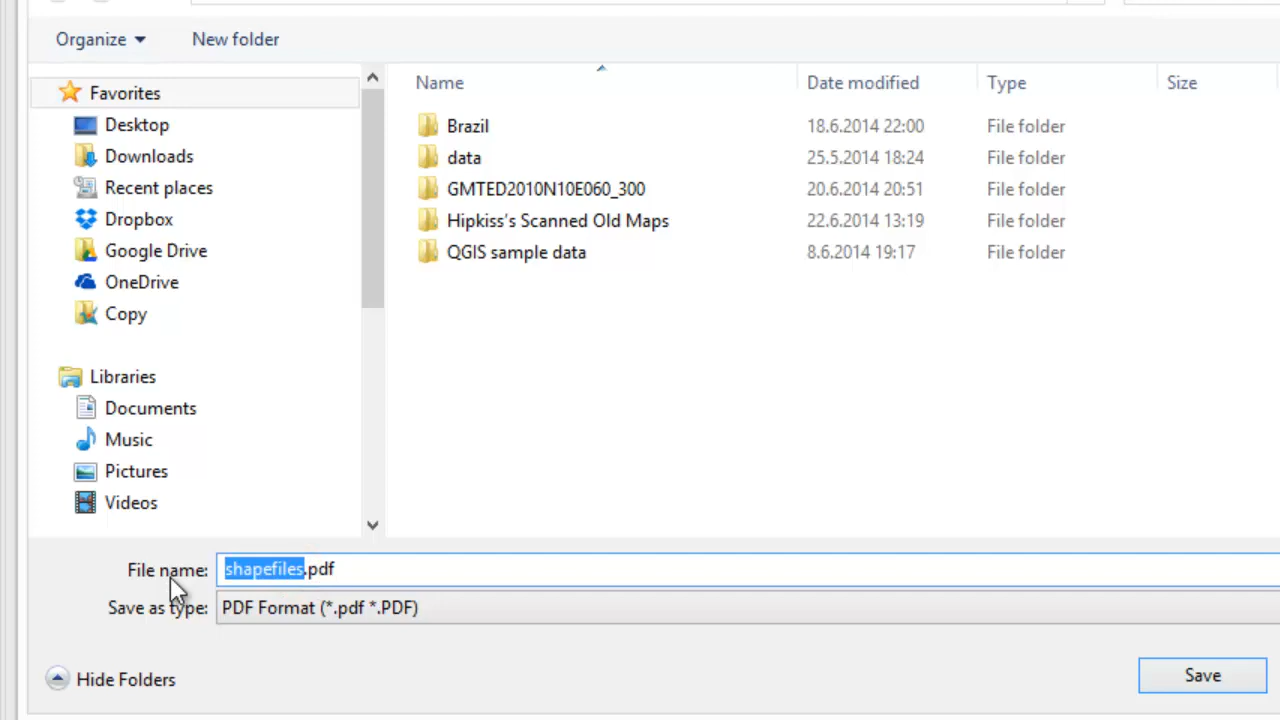 Organize New folder
Name Date modified Type Size
Favorites
Desktop
Downloads
Recent places
Dropbox
Google Drive
OneDrive
Copy
Libraries
Documents
Music
Pictures
Videos
Brazil 18.6.2014 22:00 File folder
data 25.5.2014 18:24 File folder
GMTED2010N10E060_300 20.6.2014 20:51 File folder
Hipkiss's Scanned Old Maps 22.6.2014 13:19 File folder
QGIS sample data 8.6.2014 19:17 File folder
File name: shapefiles.pdf
Save as type: PDF Format (*.pdf *.PDF)
Hide Folders Save